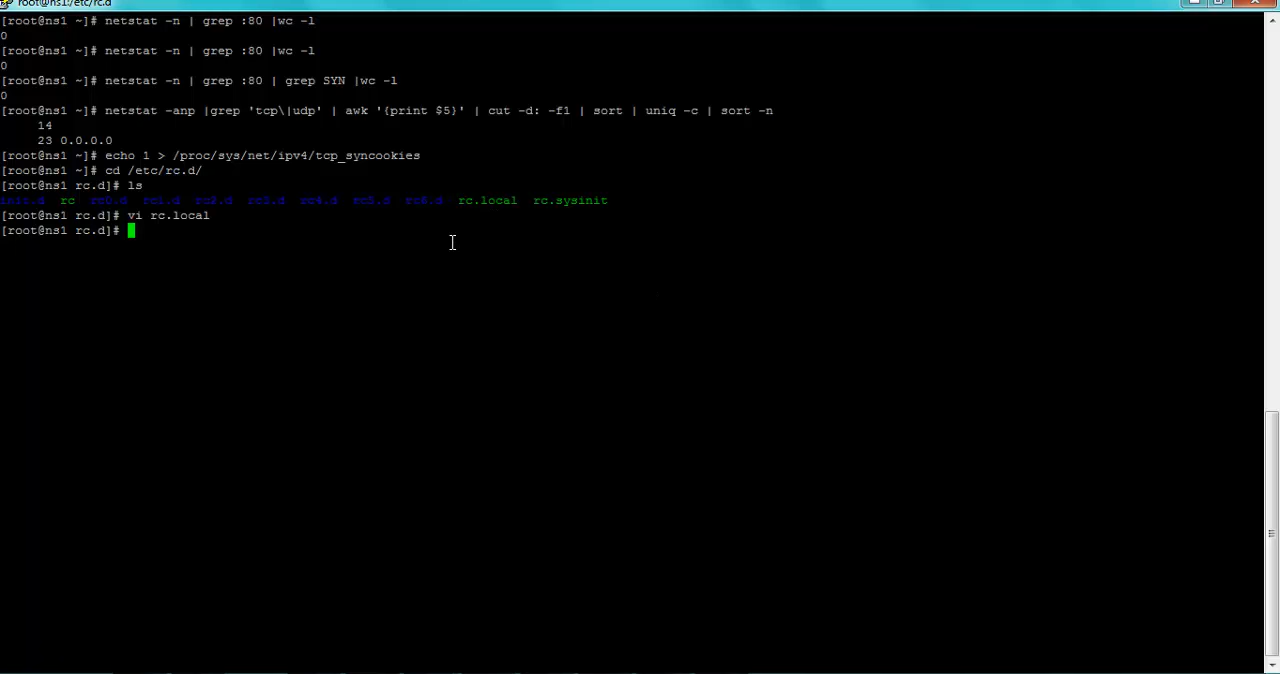 root@ns1:/etc/rc.d
[root@ns1 ~]# netstat -n | grep :80 |wc -l
0
[root@ns1 ~]# netstat -n | grep :80 |wc -l
0
[root@ns1 ~]# netstat -n | grep :80 | grep SYN |wc -l
0
[root@ns1 ~]# netstat -anp |grep 'tcp\|udp' | awk '{print $5}' | cut -d: -f1 | sort | uniq -c | sort -n
14
23 0.0.0.0
[root@ns1 ~]# echo 1 > /proc/sys/net/ipv4/tcp_syncookies
[root@ns1 ~]# cd /etc/rc.d/
[root@ns1 rc.d]# ls
init.d rc rc0.d rc1.d rc2.d rc3.d rc4.d rc5.d rc6.d rc.local rc.sysinit
[root@ns1 rc.d]# vi rc.local
[root@ns1 rc.d]#